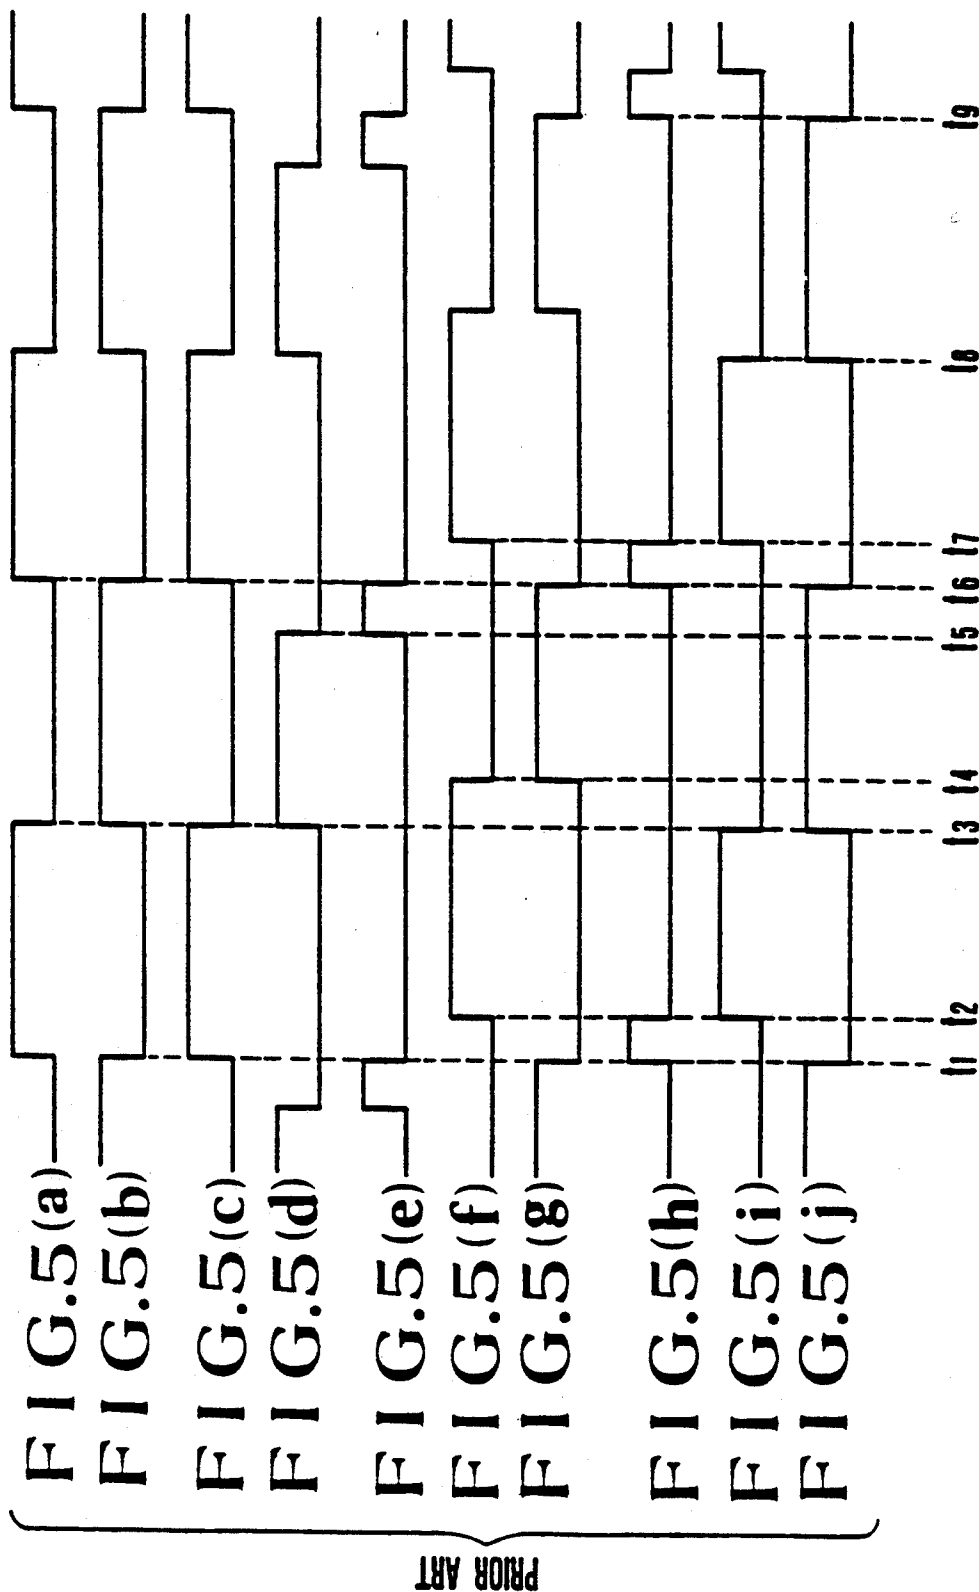 PRIOR ART
FIG.5(a)
FIG.5(b)
FIG.5(c)
FIG.5(d)
FIG.5(e)
FIG.5(f)
FIG.5(g)
FIG.5(h)
FIG.5(i)
FIG.5(j)
t1 t2 t3 t4 t5 t6 t7 t8 t9